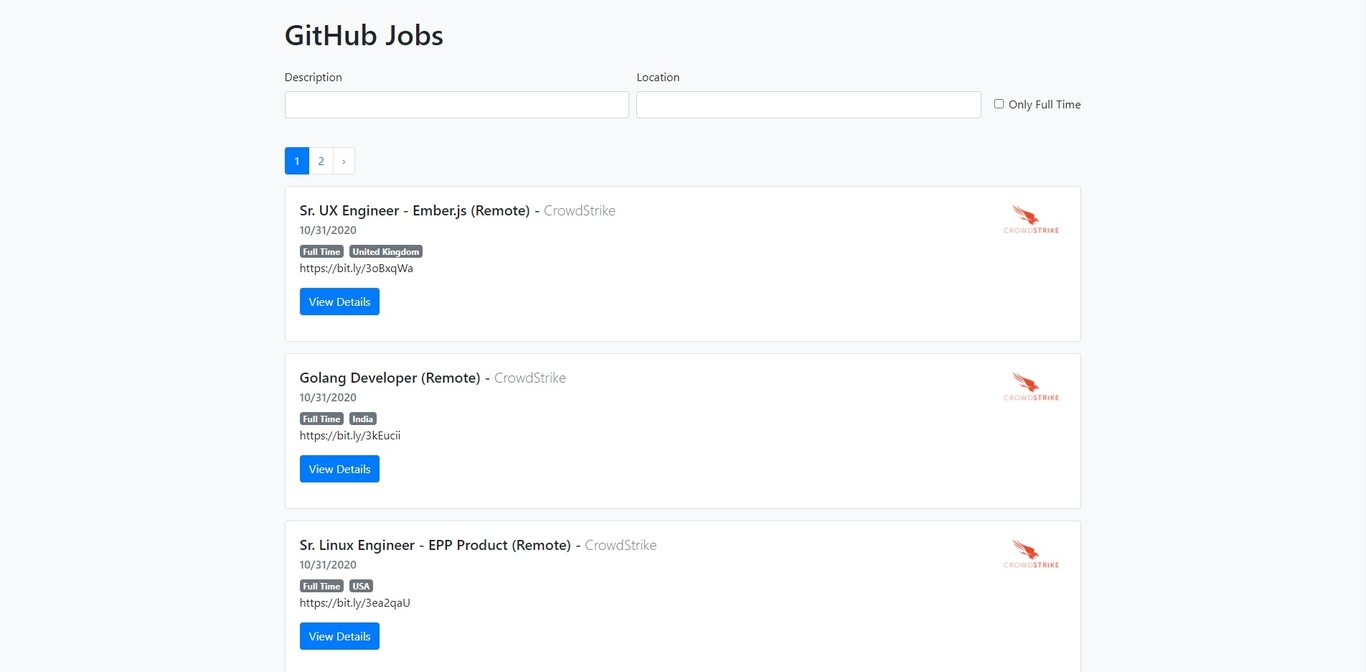 GitHub Jobs
Description
Location
Only Full Time
1 2 ›
Sr. UX Engineer - Ember.js (Remote) - CrowdStrike
10/31/2020
Full Time United Kingdom
https://bit.ly/3oBxqWa
View Details
CROWDSTRIKE
Golang Developer (Remote) - CrowdStrike
10/31/2020
Full Time India
https://bit.ly/3kEucii
View Details
CROWDSTRIKE
Sr. Linux Engineer - EPP Product (Remote) - CrowdStrike
10/31/2020
Full Time USA
https://bit.ly/3ea2qaU
View Details
CROWDSTRIKE